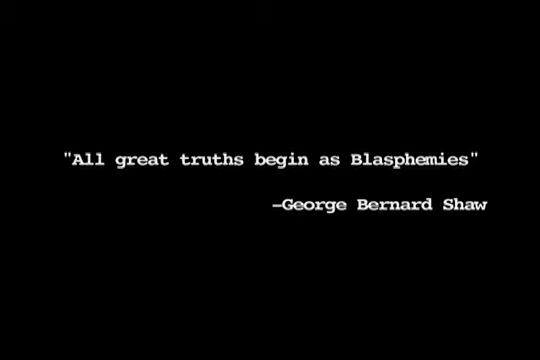 "All great truths begin as Blasphemies"
—George Bernard Shaw